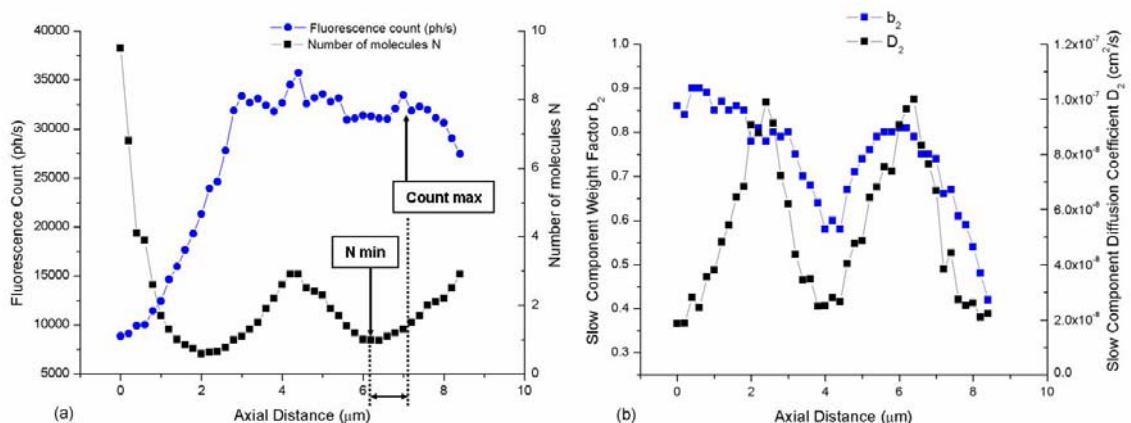 Fluorescence count (ph/s)
Number of molecules N
40000
35000
30000
25000
20000
15000
10000
5000
Fluorescence Count (ph/s)
10
8
6
4
2
0
Number of molecules N
Count max
N min
0 2 4 6 8 10
(a) Axial Distance (μm)
b2
D2
1.0
0.9
0.8
0.7
0.6
0.5
0.4
0.3
Slow Component Weight Factor b2
1.2x10-7
1.0x10-7
8.0x10-8
6.0x10-8
4.0x10-8
2.0x10-8
0.0
Slow Component Diffusion Coefficient D2 (cm2/s)
0 2 4 6 8 10
(b) Axial Distance (μm)